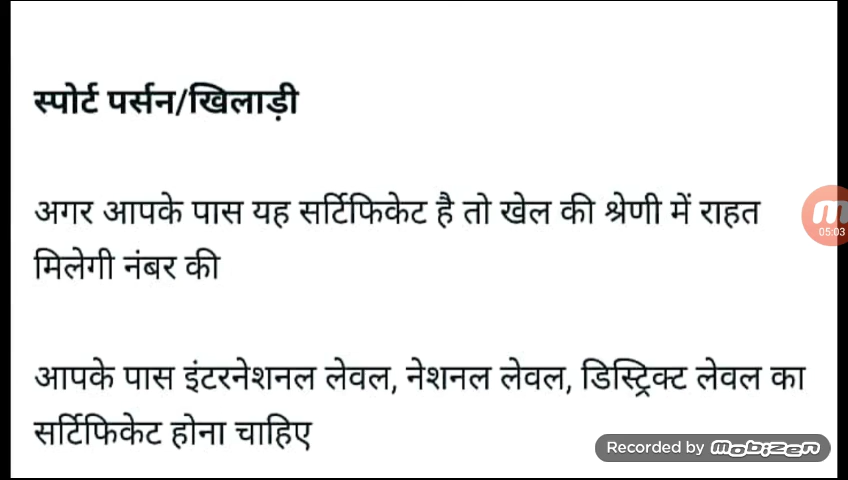 स्पोर्ट पर्सन/खिलाड़ी
अगर आपके पास यह सर्टिफिकेट है तो खेल की श्रेणी में राहत
मिलेगी नंबर की
05:03
आपके पास इंटरनेशनल लेवल, नेशनल लेवल, डिस्ट्रिक्ट लेवल का
सर्टिफिकेट होना चाहिए
Recorded by mobizen